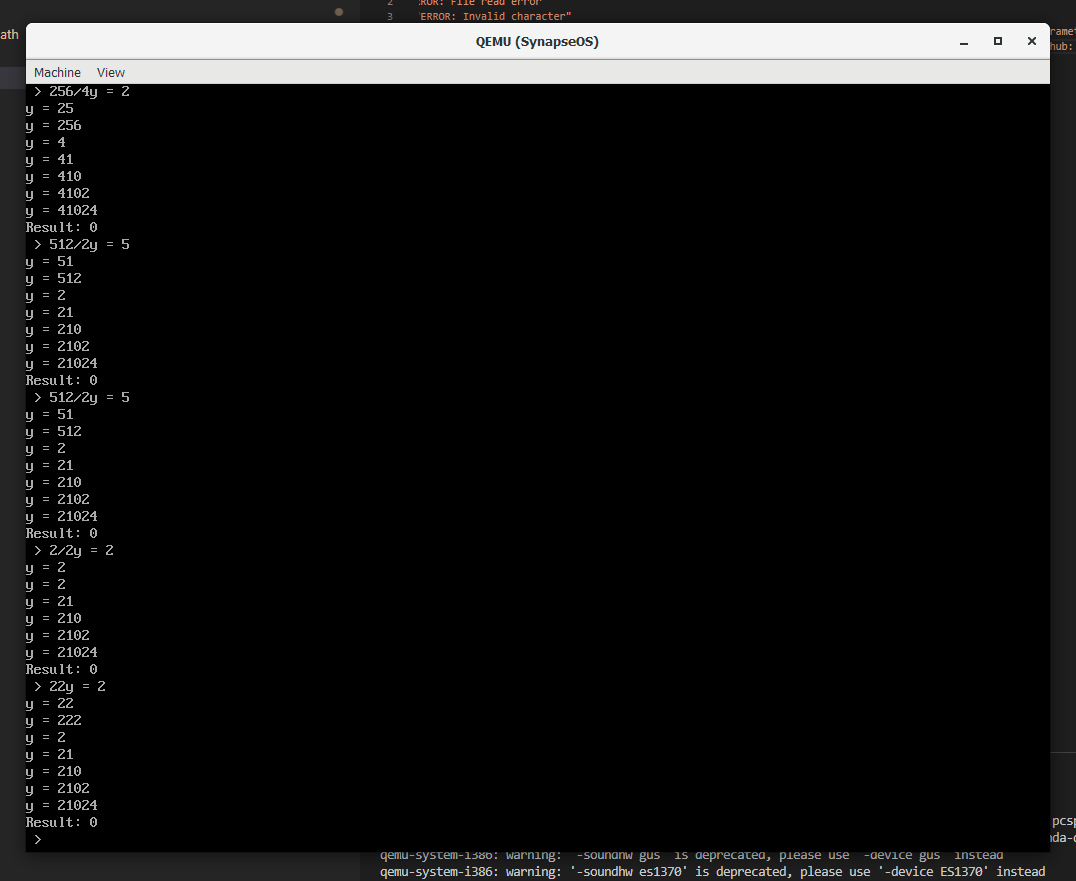 2 :ROR: File read error
3 ERROR: Invalid character"
ath
QEMU (SynapseOS)
ramet
hub:
Machine View
> 256/4y = 2
y = 25
y = 256
y = 4
y = 41
y = 410
y = 4102
y = 41024
Result: 0
> 512/2y = 5
y = 51
y = 512
y = 2
y = 21
y = 210
y = 2102
y = 21024
Result: 0
> 512/2y = 5
y = 51
y = 512
y = 2
y = 21
y = 210
y = 2102
y = 21024
Result: 0
> 2/2y = 2
y = 2
y = 2
y = 21
y = 210
y = 2102
y = 21024
Result: 0
> 22y = 2
y = 22
y = 222
y = 2
y = 21
y = 210
y = 2102
y = 21024
Result: 0
pcsp
>
nda-c
qemu-system-i386: warning: '-soundhw gus' is deprecated, please use '-device gus' instead
qemu-system-i386: warning: '-soundhw es1370' is deprecated, please use '-device ES1370' instead